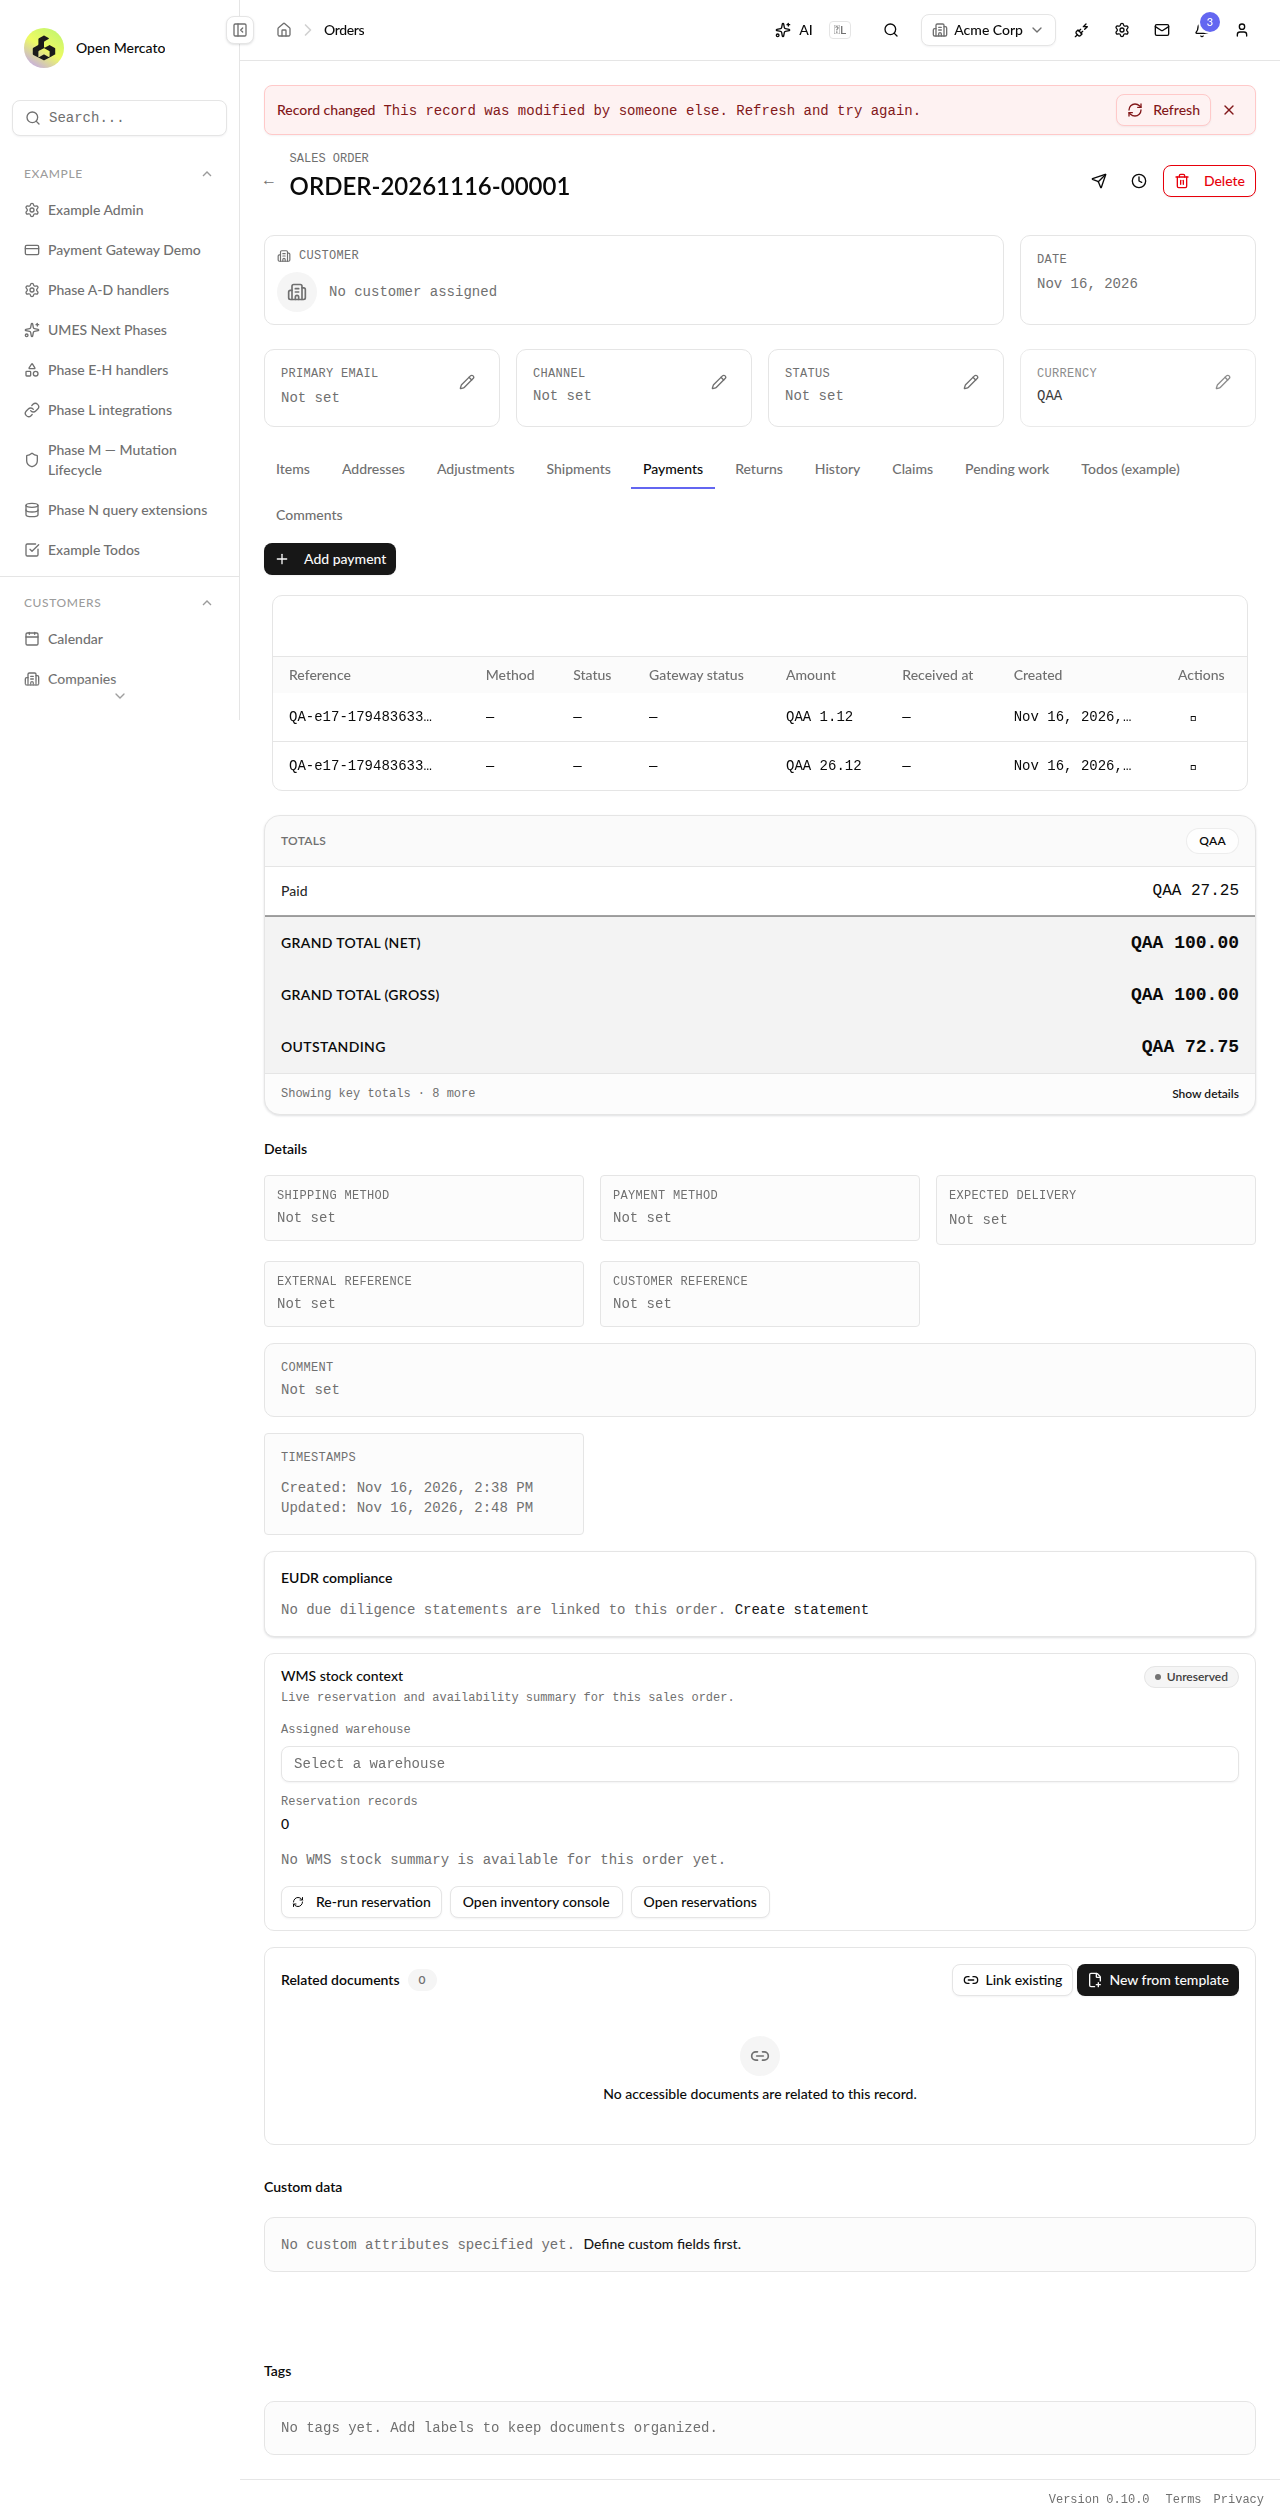 Open Mercato
Orders
AI
L
Acme Corp
3
Search...
EXAMPLE
Example Admin
Payment Gateway Demo
Phase A-D handlers
UMES Next Phases
Phase E-H handlers
Phase L integrations
Phase M — Mutation
Lifecycle
Phase N query extensions
Example Todos
CUSTOMERS
Calendar
Companies
Record changed This record was modified by someone else. Refresh and try again.
Refresh
SALES ORDER
← ORDER-20261116-00001
Delete
CUSTOMER
No customer assigned
DATE
Nov 16, 2026
PRIMARY EMAIL
Not set
CHANNEL
Not set
STATUS
Not set
CURRENCY
QAA
Items Addresses Adjustments Shipments Payments Returns History Claims Pending work Todos (example)
Comments
Add payment
Reference Method Status Gateway status Amount Received at Created Actions
QA-e17-179483633… — — — QAA 1.12 — Nov 16, 2026,…
QA-e17-179483633… — — — QAA 26.12 — Nov 16, 2026,…
TOTALS QAA
Paid QAA 27.25
GRAND TOTAL (NET) QAA 100.00
GRAND TOTAL (GROSS) QAA 100.00
OUTSTANDING QAA 72.75
Showing key totals · 8 more Show details
Details
SHIPPING METHOD
Not set
PAYMENT METHOD
Not set
EXPECTED DELIVERY
Not set
EXTERNAL REFERENCE
Not set
CUSTOMER REFERENCE
Not set
COMMENT
Not set
TIMESTAMPS
Created: Nov 16, 2026, 2:38 PM
Updated: Nov 16, 2026, 2:48 PM
EUDR compliance
No due diligence statements are linked to this order. Create statement
WMS stock context Unreserved
Live reservation and availability summary for this sales order.
Assigned warehouse
Select a warehouse
Reservation records
0
No WMS stock summary is available for this order yet.
Re-run reservation Open inventory console Open reservations
Related documents 0 Link existing New from template
No accessible documents are related to this record.
Custom data
No custom attributes specified yet. Define custom fields first.
Tags
No tags yet. Add labels to keep documents organized.
Version 0.10.0 Terms Privacy